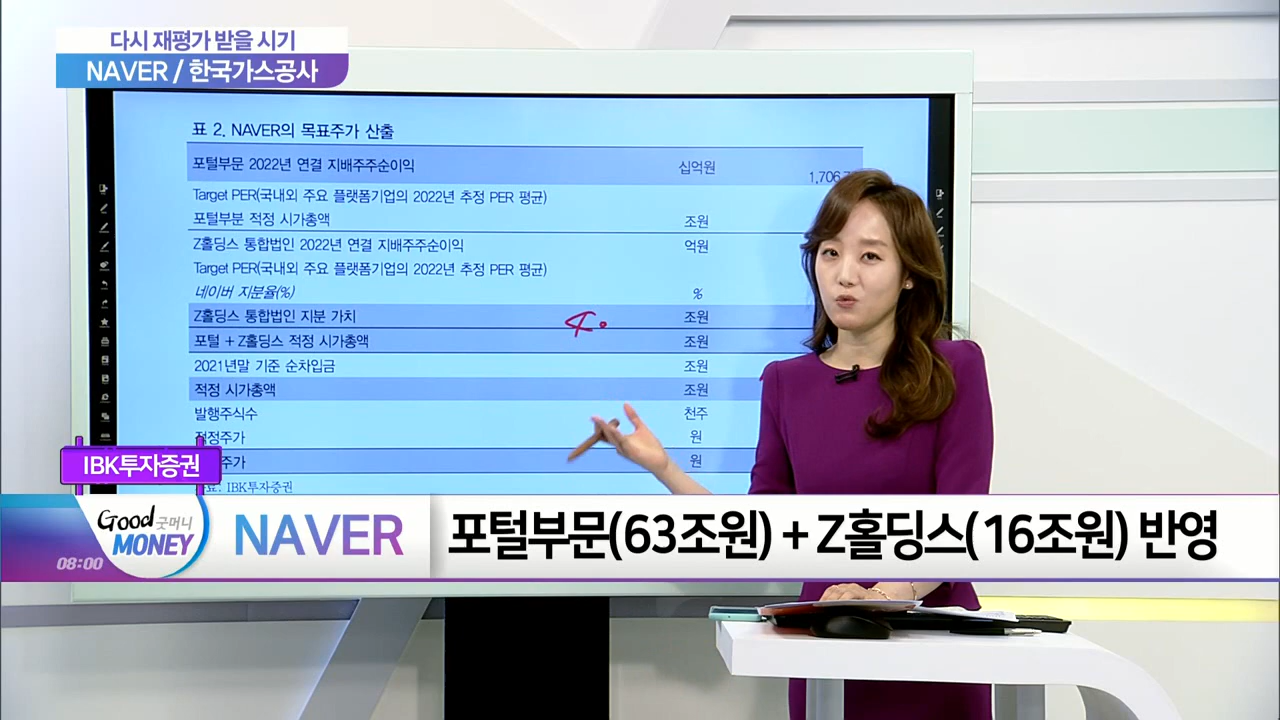 다시 재평가 받을 시기
NAVER / 한국가스공사
표 2. NAVER의 목표주가 산출
포털부문 2022년 연결 지배주주순이익 십억원 1,706.
Target PER(국내외 주요 플랫폼기업의 2022년 추정 PER 평균)
포털부분 적정 시가총액 조원
Z홀딩스 통합법인 2022년 연결 지배주주순이익 억원
Target PER(국내외 주요 플랫폼기업의 2022년 추정 PER 평균)
네이버 지분율(%) %
Z홀딩스 통합법인 지분 가치 조원
포털 + Z홀딩스 적정 시가총액 조원
2021년말 기준 순차입금 조원
적정 시가총액 조원
발행주식수 천주
적정주가 원
주가 원
IBK투자증권
IBK투자증권
Good 굿머니
MONEY
08:00
NAVER
포털부문(63조원) + Z홀딩스(16조원) 반영